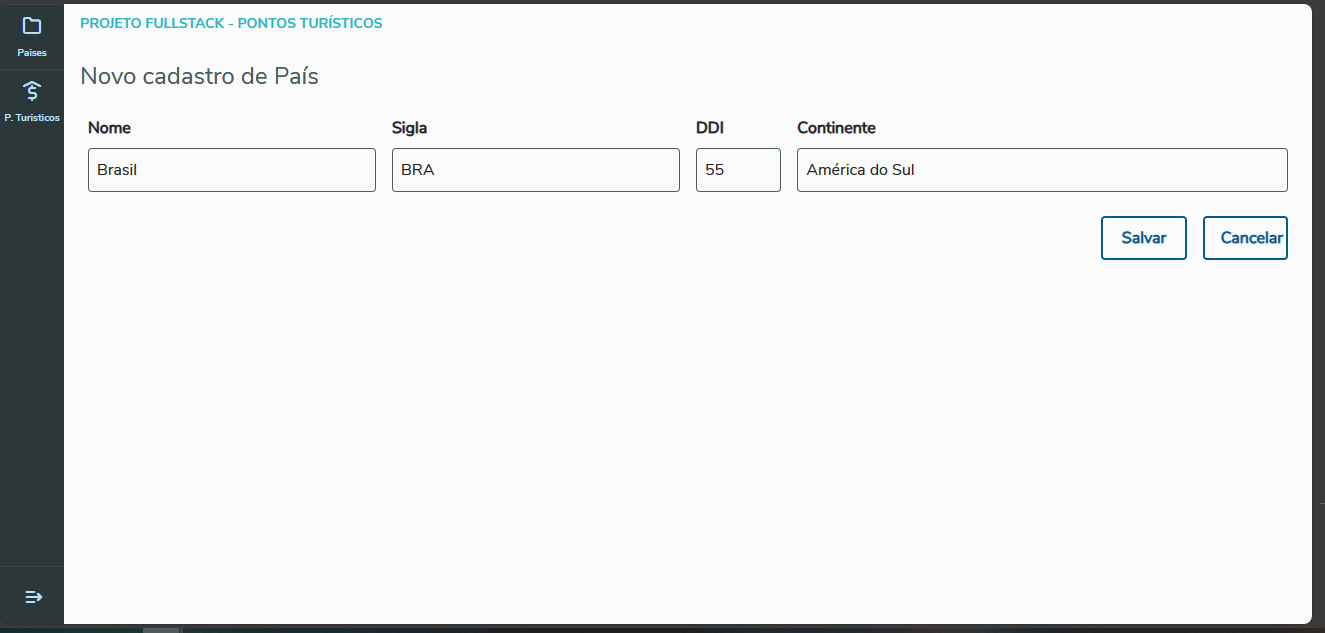 PROJETO FULLSTACK - PONTOS TURÍSTICOS
Paises
P. Turisticos
Novo cadastro de País
Nome Sigla DDI Continente
Brasil BRA 55 América do Sul
Salvar Cancelar